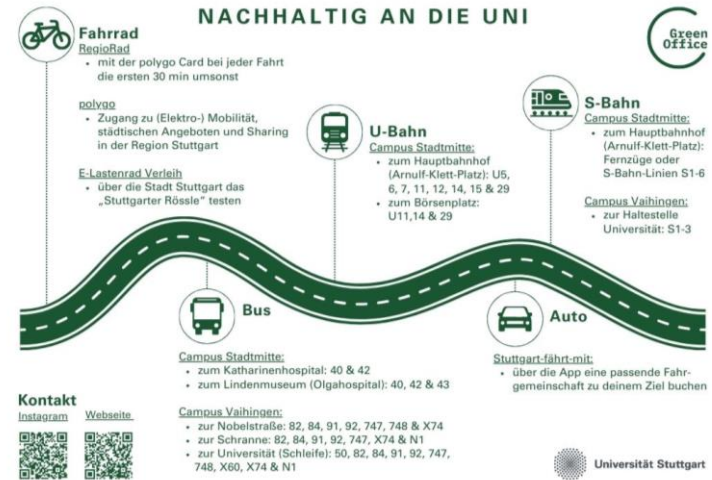 NACHHALTIG AN DIE UNI
Green
Office
Fahrrad
RegioRad
• mit der polygo Card bei jeder Fahrt
die ersten 30 min umsonst
polygo
• Zugang zu (Elektro-) Mobilität,
städtischen Angeboten und Sharing
in der Region Stuttgart
E-Lastenrad Verleih
• über die Stadt Stuttgart das
„Stuttgarter Rössle" testen
U-Bahn
Campus Stadtmitte:
• zum Hauptbahnhof
(Arnulf-Klett-Platz): U5,
6, 7, 11, 12, 14, 15 & 29
• zum Börsenplatz:
U11,14 & 29
S-Bahn
Campus Stadtmitte:
• zum Hauptbahnhof
(Arnulf-Klett-Platz):
Fernzüge oder
S-Bahn-Linien S1-6
Campus Vaihingen:
• zur Haltestelle
Universität: S1-3
Bus
Campus Stadtmitte:
• zum Katharinenhospital: 40 & 42
• zum Lindenmuseum (Olgahospital): 40, 42 & 43
Campus Vaihingen:
• zur Nobelstraße: 82, 84, 91, 92, 747, 748 & X74
• zur Schranne: 82, 84, 91, 92, 747, X74 & N1
• zur Universität (Schleife): 50, 82, 84, 91, 92, 747,
748, X60, X74 & N1
Auto
Stuttgart-fährt-mit:
• über die App eine passende Fahr-
gemeinschaft zu deinem Ziel buchen
Kontakt
Instagram Webseite
Universität Stuttgart